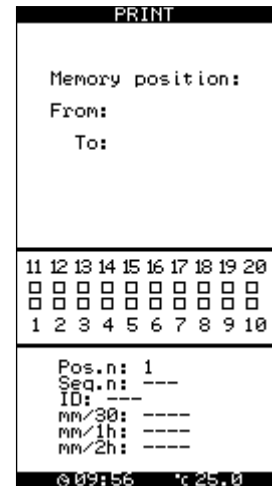 PRINT
Memory position:
From:
To:
11 12 13 14 15 16 17 18 19 20
1 2 3 4 5 6 7 8 9 10
Pos.n: 1
Seq.n: ---
ID: ---
mm/30: ----
mm/1h: ----
mm/2h: ----
09:56 °C 25.0